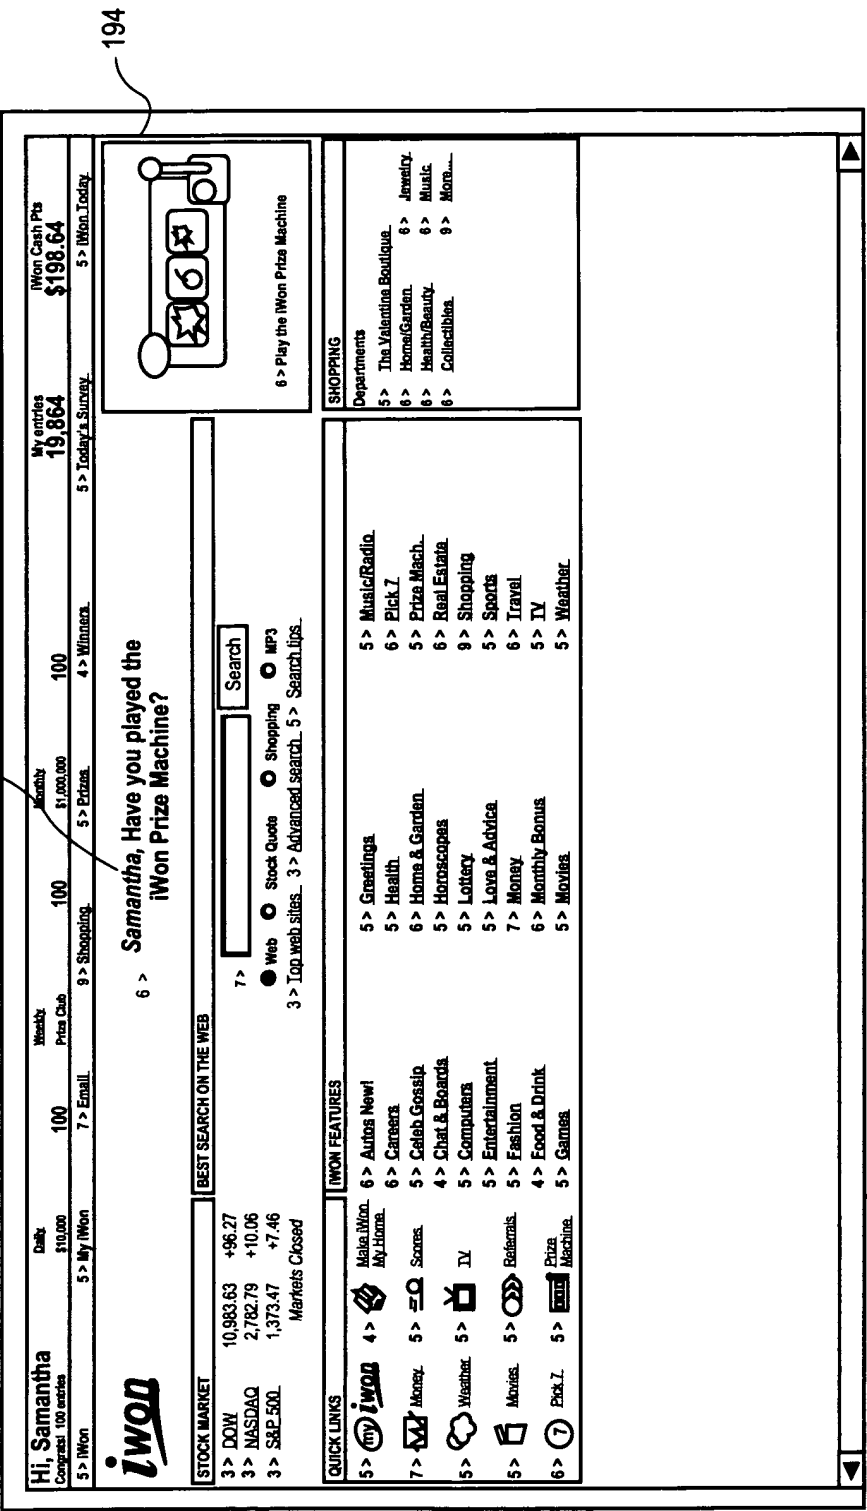 194
Hi, Samantha
Congrats! 100 entries
Daily
$10,000
100
Weekly
Prize Club
100
Monthly
$1,000,000
100
My entries
19,864
iWon Cash Pts
$198.64
5 > iWon 5 > My iWon 7 > Email 9 > Shopping 5 > Prizes 4 > Winners 5 > Today's Survey 5 > iWon Today
iwon
6 > Samantha, Have you played the
iWon Prize Machine?
6 > Play the iWon Prize Machine
STOCK MARKET
3 > DOW 10,983.63 +96.27
3 > NASDAQ 2,782.79 +10.06
3 > S&P 500 1,373.47 +7.46
Markets Closed
BEST SEARCH ON THE WEB
7 > Search
Web Stock Quote Shopping MP3
3 > Top web sites 3 > Advanced search 5 > Search tips
QUICK LINKS
5 > my iwon 4 > Make iWon
My Home
7 > Money 5 > Scores
5 > Weather 5 > TV
5 > Movies 5 > Referrals
6 > 7 Pick 7 5 > Prize
Machine
IWON FEATURES
6 > Autos New! 5 > Greetings 5 > Music/Radio
6 > Careers 5 > Health 6 > Pick 7
5 > Celeb Gossip 6 > Home & Garden 5 > Prize Mach.
4 > Chat & Boards 5 > Horoscopes 6 > Real Estate
5 > Computers 5 > Lottery 9 > Shopping
5 > Entertainment 5 > Love & Advice 5 > Sports
5 > Fashion 7 > Money 6 > Travel
4 > Food & Drink 6 > Monthly Bonus 5 > TV
5 > Games 5 > Movies 5 > Weather
SHOPPING
Departments
5 > The Valentine Boutique
6 > Home/Garden 6 > Jewelry
6 > Health/Beauty 6 > Music
6 > Collectibles 9 > More...